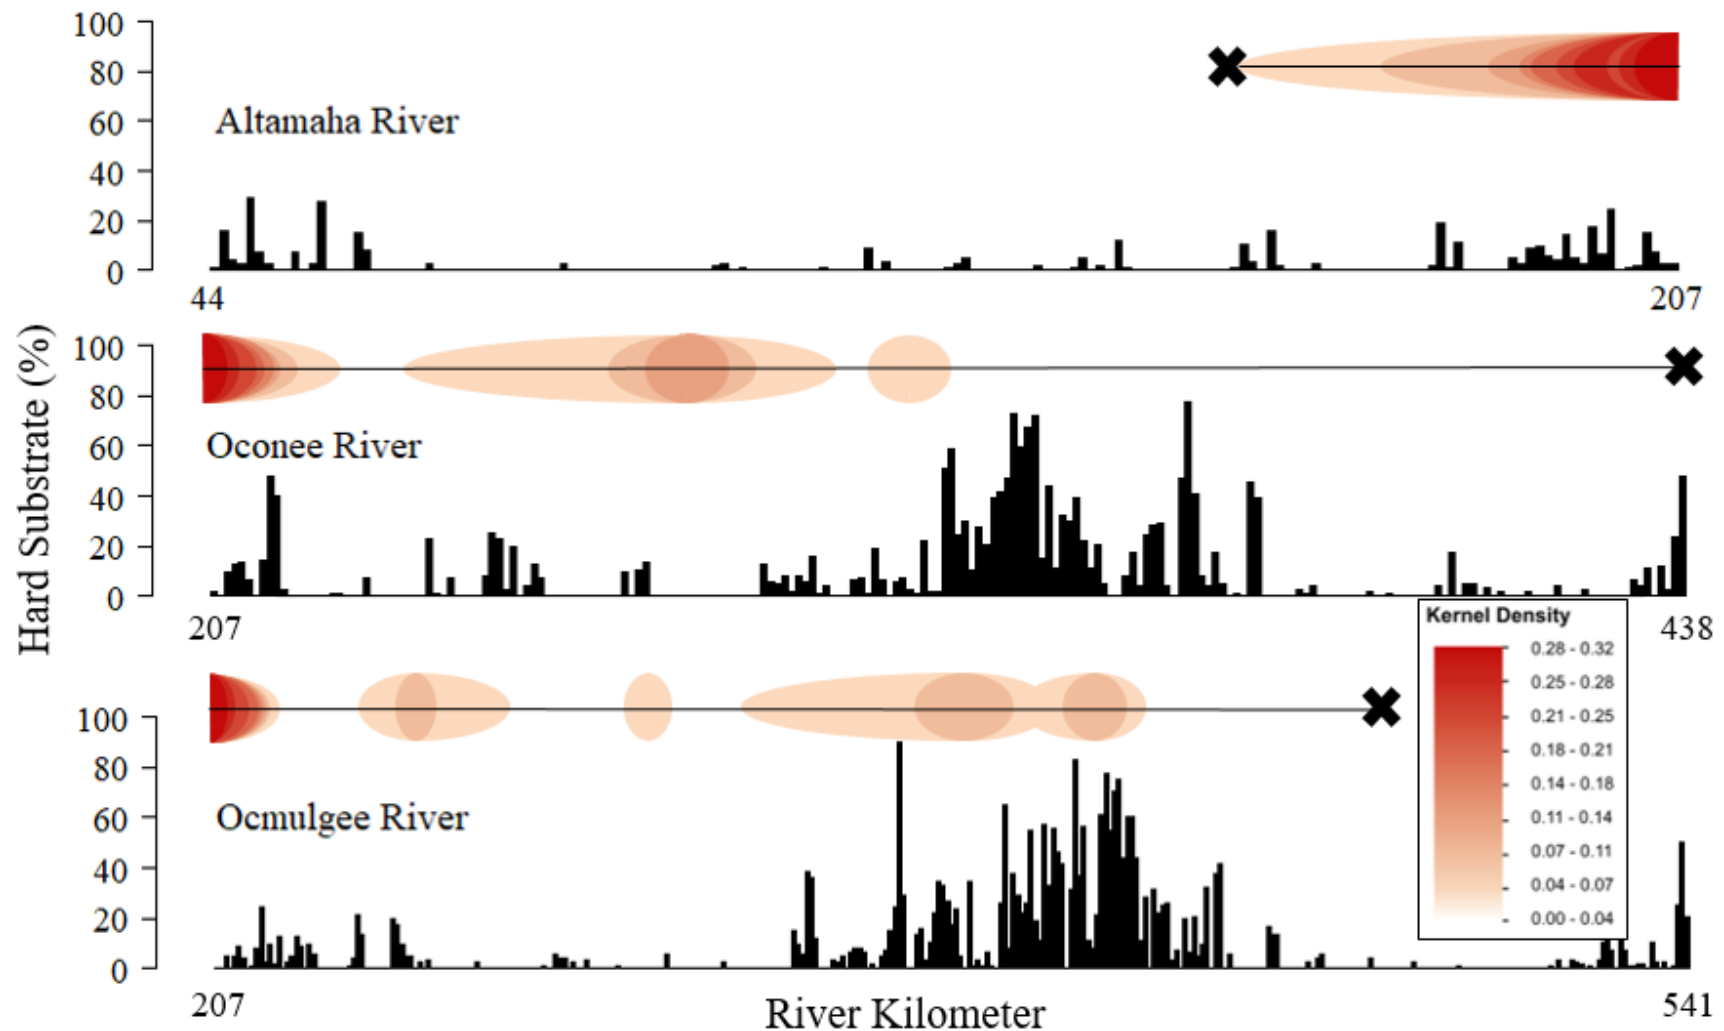 100
80
60
40
20
0
Altamaha River
44
207
Hard Substrate (%)
100
80
60
40
20
0
Oconee River
207
438
Kernel Density
0.28 - 0.32
0.25 - 0.28
0.21 - 0.25
0.18 - 0.21
0.14 - 0.18
0.11 - 0.14
0.07 - 0.11
0.04 - 0.07
0.00 - 0.04
100
80
60
40
20
0
Ocmulgee River
207
River Kilometer
541